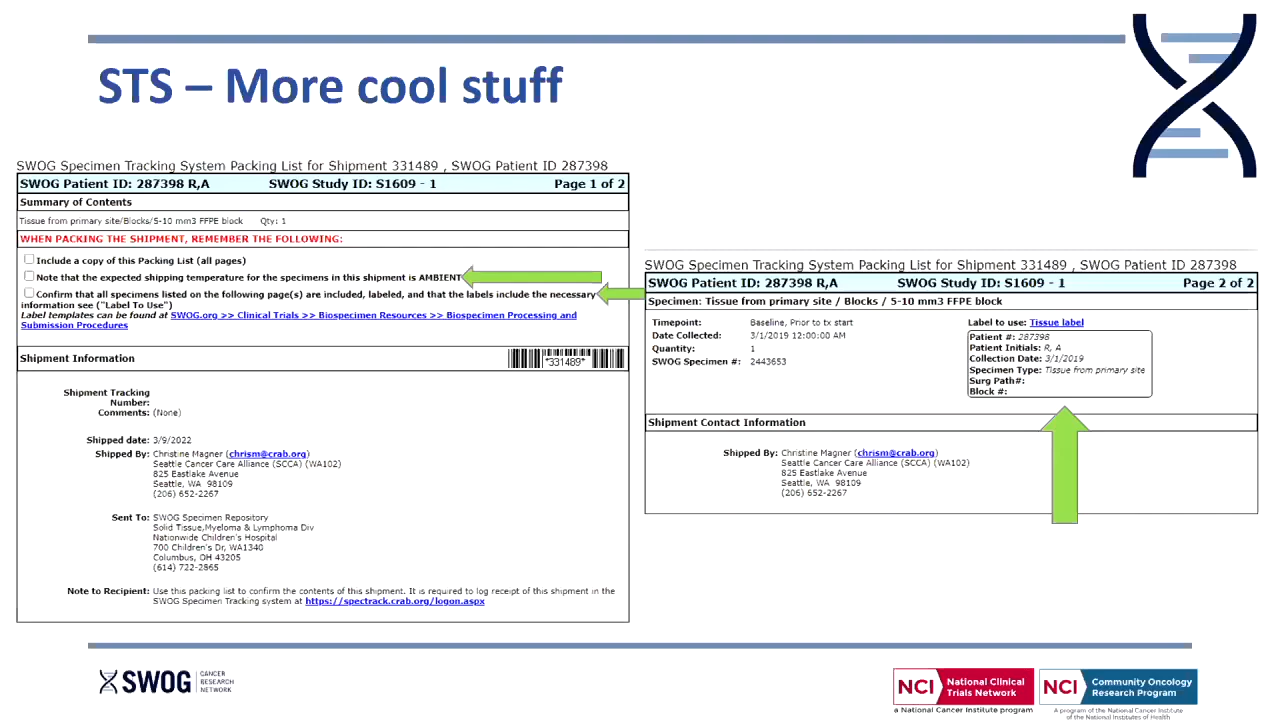 STS – More cool stuff
SWOG Specimen Tracking System Packing List for Shipment 331489 , SWOG Patient ID 287398
SWOG Patient ID: 287398 R,A SWOG Study ID: S1609 - 1 Page 1 of 2
Summary of Contents
Tissue from primary site/Blocks/5-10 mm3 FFPE block Qty: 1
WHEN PACKING THE SHIPMENT, REMEMBER THE FOLLOWING:
Include a copy of this Packing List (all pages)
Note that the expected shipping temperature for the specimens in this shipment is AMBIENT
Confirm that all specimens listed on the following page(s) are included, labeled, and that the labels include the necessary
information see ("Label To Use")
Label templates can be found at SWOG.org >> Clinical Trials >> Biospecimen Resources >> Biospecimen Processing and
Submission Procedures
Shipment Information *331489*
Shipment Tracking
Number:
Comments: (None)
Shipped date: 3/9/2022
Shipped By: Christine Magner (chrism@crab.org)
Seattle Cancer Care Alliance (SCCA) (WA102)
825 Eastlake Avenue
Seattle, WA 98109
(206) 652-2267
Sent To: SWOG Specimen Repository
Solid Tissue,Myeloma & Lymphoma Div
Nationwide Children's Hospital
700 Children's Dr, WA1340
Columbus, OH 43205
(614) 722-2865
Note to Recipient: Use this packing list to confirm the contents of this shipment. It is required to log receipt of this shipment in the
SWOG Specimen Tracking system at https://spectrack.crab.org/logon.aspx
SWOG Specimen Tracking System Packing List for Shipment 331489 , SWOG Patient ID 287398
SWOG Patient ID: 287398 R,A SWOG Study ID: S1609 - 1 Page 2 of 2
Specimen: Tissue from primary site / Blocks / 5-10 mm3 FFPE block
Timepoint: Baseline, Prior to tx start
Date Collected: 3/1/2019 12:00:00 AM
Quantity: 1
SWOG Specimen #: 2443653
Label to use: Tissue label
Patient #: 287398
Patient Initials: R, A
Collection Date: 3/1/2019
Specimen Type: Tissue from primary site
Surg Path#:
Block #:
Shipment Contact Information
Shipped By: Christine Magner (chrism@crab.org)
Seattle Cancer Care Alliance (SCCA) (WA102)
825 Eastlake Avenue
Seattle, WA 98109
(206) 652-2267
SWOG CANCER
RESEARCH
NETWORK
NCI National Clinical
Trials Network
a National Cancer Institute program
NCI Community Oncology
Research Program
A program of the National Cancer Institute
of the National Institutes of Health